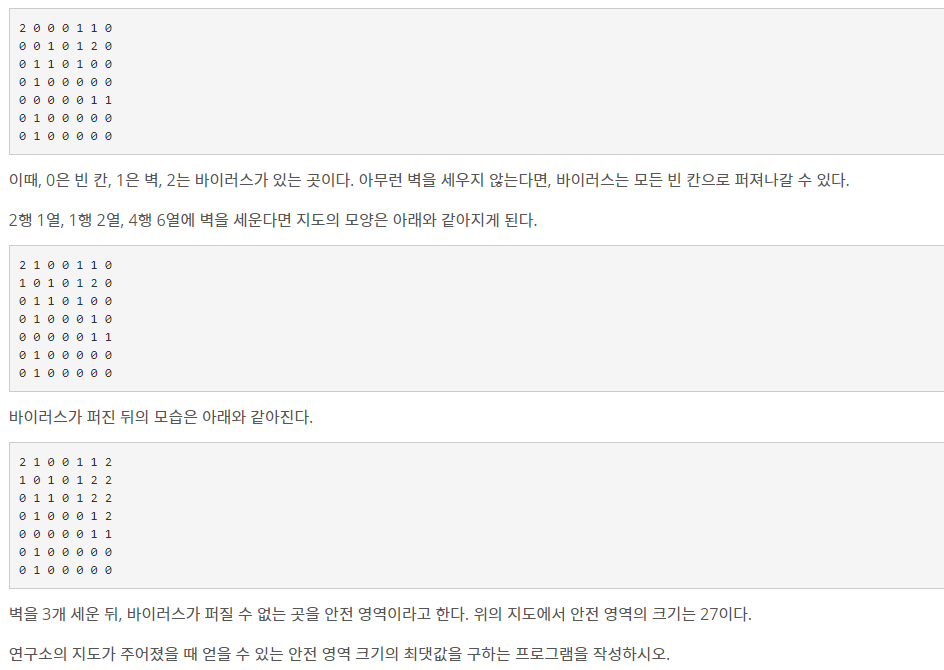 2 0 0 0 1 1 0
0 0 1 0 1 2 0
0 1 1 0 1 0 0
0 1 0 0 0 0 0
0 0 0 0 0 1 1
0 1 0 0 0 0 0
0 1 0 0 0 0 0
이때, 0은 빈 칸, 1은 벽, 2는 바이러스가 있는 곳이다. 아무런 벽을 세우지 않는다면, 바이러스는 모든 빈 칸으로 퍼져나갈 수 있다.
2행 1열, 1행 2열, 4행 6열에 벽을 세운다면 지도의 모양은 아래와 같아지게 된다.
2 1 0 0 1 1 0
1 0 1 0 1 2 0
0 1 1 0 1 0 0
0 1 0 0 0 1 0
0 0 0 0 0 1 1
0 1 0 0 0 0 0
0 1 0 0 0 0 0
바이러스가 퍼진 뒤의 모습은 아래와 같아진다.
2 1 0 0 1 1 2
1 0 1 0 1 2 2
0 1 1 0 1 2 2
0 1 0 0 0 1 2
0 0 0 0 0 1 1
0 1 0 0 0 0 0
0 1 0 0 0 0 0
벽을 3개 세운 뒤, 바이러스가 퍼질 수 없는 곳을 안전 영역이라고 한다. 위의 지도에서 안전 영역의 크기는 27이다.
연구소의 지도가 주어졌을 때 얻을 수 있는 안전 영역 크기의 최댓값을 구하는 프로그램을 작성하시오.